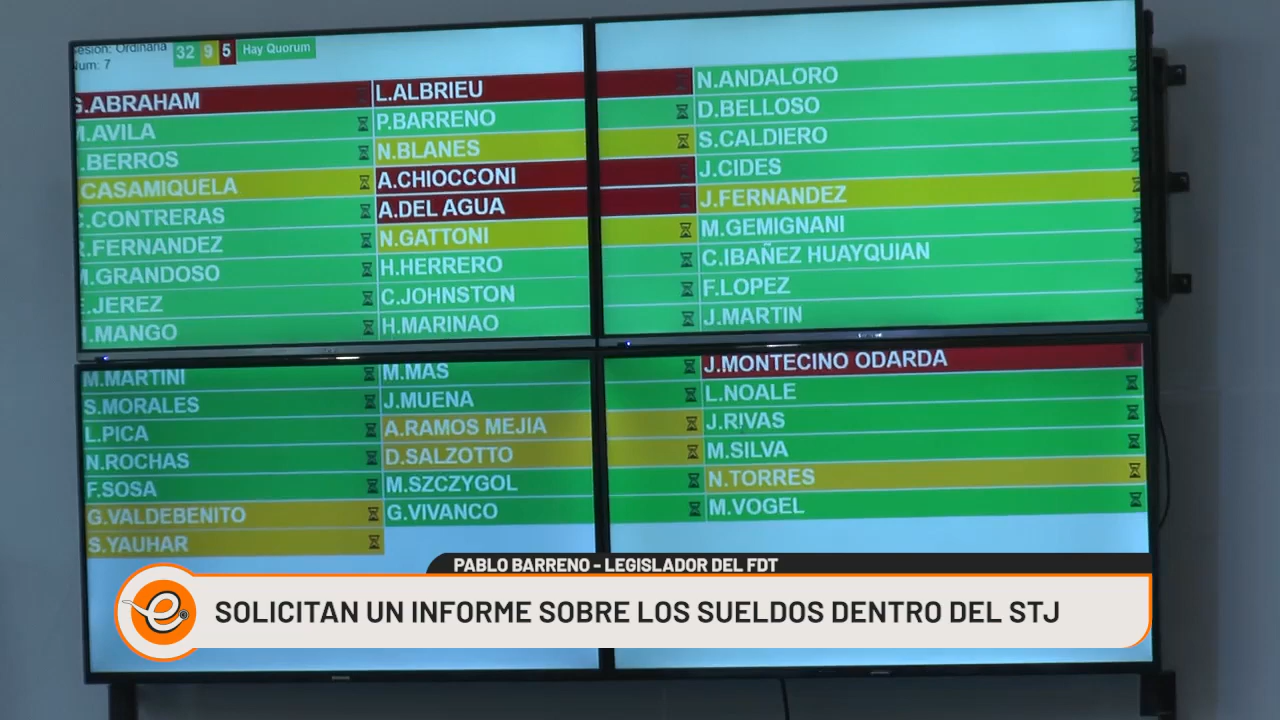 Sesión: Ordinaria
32 9 5 Hay Quorum
Num: 7
G.ABRAHAM L.ALBRIEU N.ANDALORO
M.AVILA P.BARRENO D.BELLOSO
.BERROS N.BLANES S.CALDIERO
CASAMIQUELA A.CHIOCCONI J.CIDES
.CONTRERAS A.DEL AGUA J.FERNANDEZ
.FERNANDEZ N.GATTONI M.GEMIGNANI
M.GRANDOSO H.HERRERO C.IBAÑEZ HUAYQUIAN
.JEREZ C.JOHNSTON F.LOPEZ
.MANGO H.MARINAO J.MARTIN
M.MARTINI M.MAS J.MONTECINO ODARDA
S.MORALES J.MUENA L.NOALE
L.PICA A.RAMOS MEJIA J.RIVAS
N.ROCHAS D.SALZOTTO M.SILVA
F.SOSA M.SZCZYGOL N.TORRES
G.VALDEBENITO G.VIVANCO M.VOGEL
S.YAUHAR
PABLO BARRENO - LEGISLADOR DEL FDT
SOLICITAN UN INFORME SOBRE LOS SUELDOS DENTRO DEL STJ